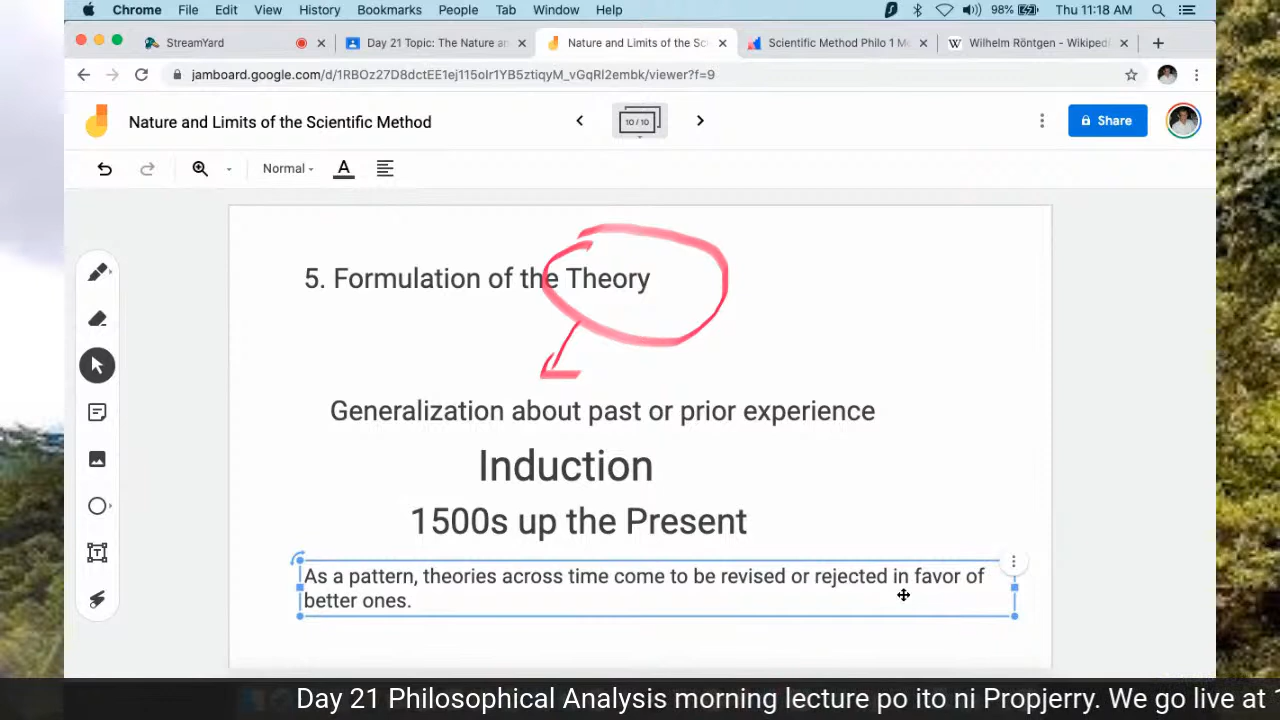 Chrome File Edit View History Bookmarks People Tab Window Help 98% Thu 11:18 AM
StreamYard Day 21 Topic: The Nature an Nature and Limits of the Sci Scientific Method Philo 1 M Wilhelm Röntgen - Wikiped
jamboard.google.com/d/1RBOz27D8dctEE1ej115oIr1YB5ztiqyM_vGqRl2embk/viewer?f=9
Nature and Limits of the Scientific Method 10 / 10 Share
Normal A
5. Formulation of the Theory
Generalization about past or prior experience
Induction
1500s up the Present
As a pattern, theories across time come to be revised or rejected in favor of
better ones.
Day 21 Philosophical Analysis morning lecture po ito ni Propjerry. We go live at